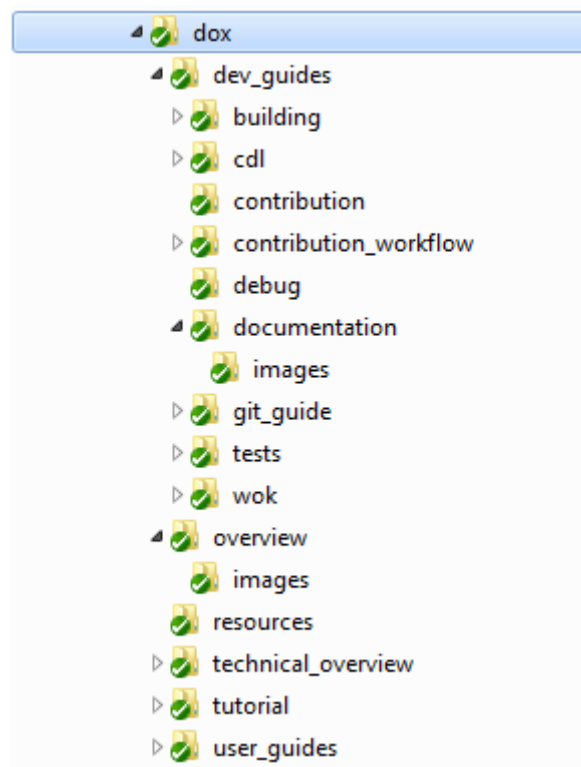 dox
dev_guides
building
cdl
contribution
contribution_workflow
debug
documentation
images
git_guide
tests
wok
overview
images
resources
technical_overview
tutorial
user_guides